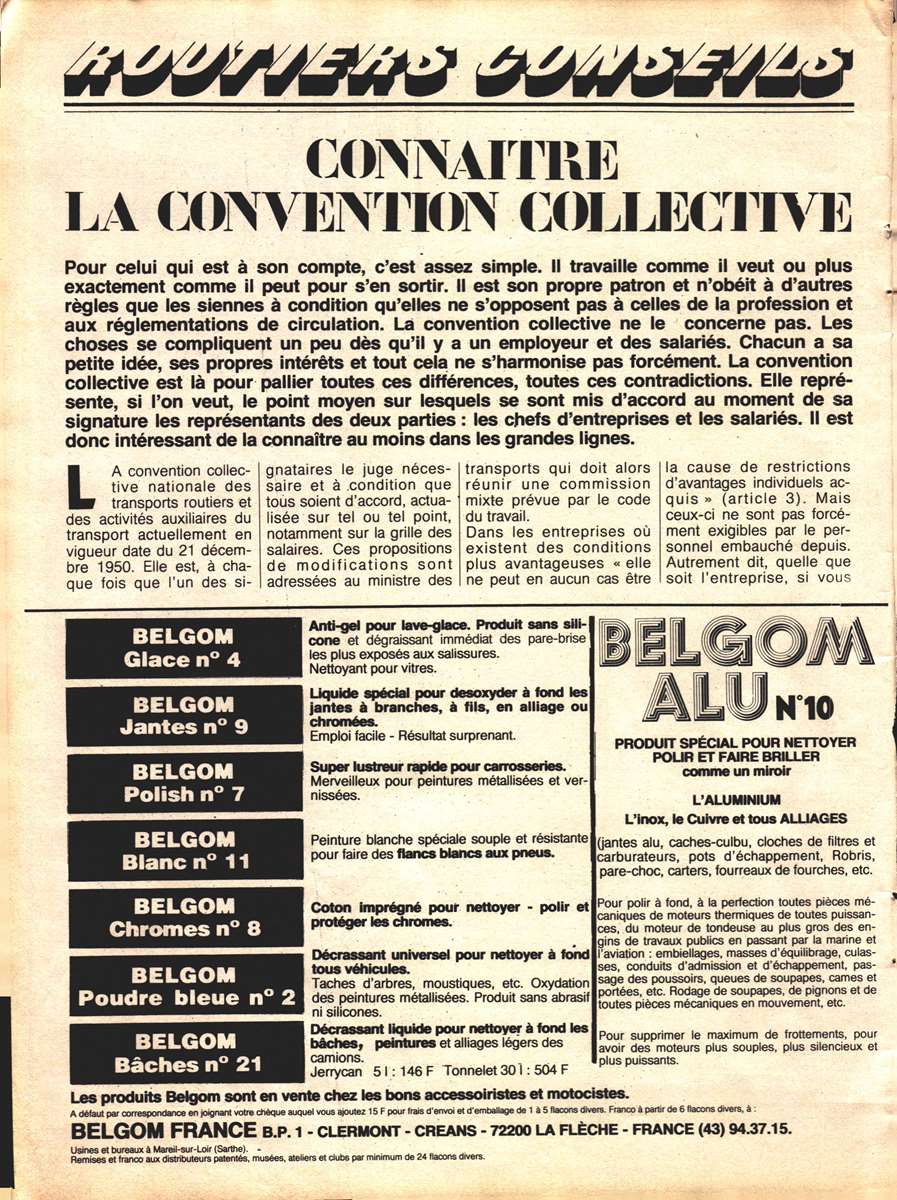 ROUTIERS CONSEILS
CONNAITRE
LA CONVENTION COLLECTIVE
Pour celui qui est à son compte, c'est assez simple. Il travaille comme il veut ou plus
exactement comme il peut pour s'en sortir. Il est son propre patron et n'obéit à d'autres
règles que les siennes à condition qu'elles ne s'opposent pas à celles de la profession et
aux réglementations de circulation. La convention collective ne le concerne pas. Les
choses se compliquent un peu dès qu'il y a un employeur et des salariés. Chacun a sa
petite idée, ses propres intérêts et tout cela ne s'harmonise pas forcément. La convention
collective est là pour pallier toutes ces différences, toutes ces contradictions. Elle repré-
sente, si l'on veut, le point moyen sur lesquels se sont mis d'accord au moment de sa
signature les représentants des deux parties : les chefs d'entreprises et les salariés. Il est
donc intéressant de la connaître au moins dans les grandes lignes.
LA convention collec-
tive nationale des
transports routiers et
des activités auxiliaires du
transport actuellement en
vigueur date du 21 décem-
bre 1950. Elle est, à cha-
que fois que l'un des si-
gnataires le juge néces-
saire et à condition que
tous soient d'accord, actua-
lisée sur tel ou tel point,
notamment sur la grille des
salaires. Ces propositions
de modifications sont
adressées au ministre des
transports qui doit alors
réunir une commission
mixte prévue par le code
du travail.
Dans les entreprises où
existent des conditions
plus avantageuses « elle
ne peut en aucun cas être
la cause de restrictions
d'avantages individuels ac-
quis » (article 3). Mais
ceux-ci ne sont pas forcé-
ment exigibles par le per-
sonnel embauché depuis.
Autrement dit, quelle que
soit l'entreprise, si vous
BELGOM
Glace n° 4
Anti-gel pour lave-glace. Produit sans sili-
cone et dégraissant immédiat des pare-brise
les plus exposés aux salissures.
Nettoyant pour vitres.
BELGOM
Jantes n° 9
Liquide spécial pour desoxyder à fond les
jantes à branches, à fils, en alliage ou
chromées.
Emploi facile - Résultat surprenant.
BELGOM
Polish n° 7
Super lustreur rapide pour carrosseries.
Merveilleux pour peintures métallisées et ver-
nissées.
BELGOM
Blanc n° 11
Peinture blanche spéciale souple et résistante
pour faire des flancs blancs aux pneus.
BELGOM
Chromes n° 8
Coton imprégné pour nettoyer - polir et
protéger les chromes.
BELGOM
Poudre bleue n° 2
Décrassant universel pour nettoyer à fond
tous véhicules.
Taches d'arbres, moustiques, etc. Oxydation
des peintures métallisées. Produit sans abrasif
ni silicones.
BELGOM
Bâches n° 21
Décrassant liquide pour nettoyer à fond les
bâches, peintures et alliages légers des
camions.
Jerrycan 5 l : 146 F Tonnelet 30 l : 504 F
BELGOM
ALU N°10
PRODUIT SPÉCIAL POUR NETTOYER
POLIR ET FAIRE BRILLER
comme un miroir
L'ALUMINIUM
L'inox, le Cuivre et tous ALLIAGES
(jantes alu, caches-culbu, cloches de filtres et
carburateurs, pots d'échappement, Robris,
pare-choc, carters, fourreaux de fourches, etc.
Pour polir à fond, à la perfection toutes pièces mé-
caniques de moteurs thermiques de toutes puissan-
ces, du moteur de tondeuse au plus gros des en-
gins de travaux publics en passant par la marine et
l'aviation : embiellages, masses d'équilibrage, culas-
ses, conduits d'admission et d'échappement, pas-
sage des poussoirs, queues de soupapes, cames et
portées, etc. Rodage de soupapes, de pignons et de
toutes pièces mécaniques en mouvement, etc.
Pour supprimer le maximum de frottements, pour
avoir des moteurs plus souples, plus silencieux et
plus puissants.
Les produits Belgom sont en vente chez les bons accessoiristes et motocistes.
A défaut par correspondance en joignant votre chèque auquel vous ajoutez 15 F pour frais d'envoi et d'emballage de 1 à 5 flacons divers. Franco à partir de 6 flacons divers, à :
BELGOM FRANCE B.P. 1 - CLERMONT - CREANS - 72200 LA FLÈCHE - FRANCE (43) 94.37.15.
Usines et bureaux à Mareil-sur-Loir (Sarthe). -
Remises et franco aux distributeurs patentés, musées, ateliers et clubs par minimum de 24 flacons divers.